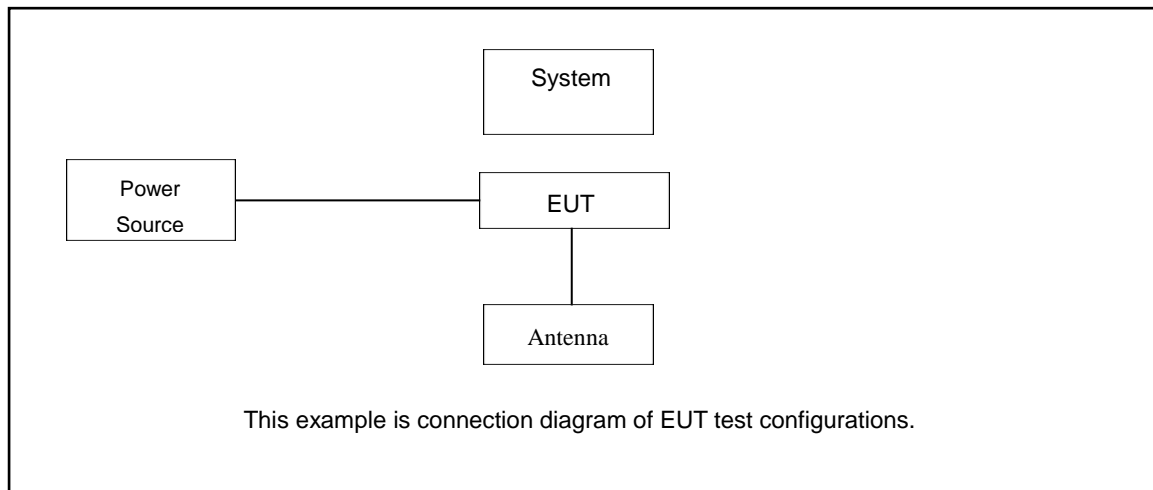 System
Power
Source
EUT
Antenna
This example is connection diagram of EUT test configurations.